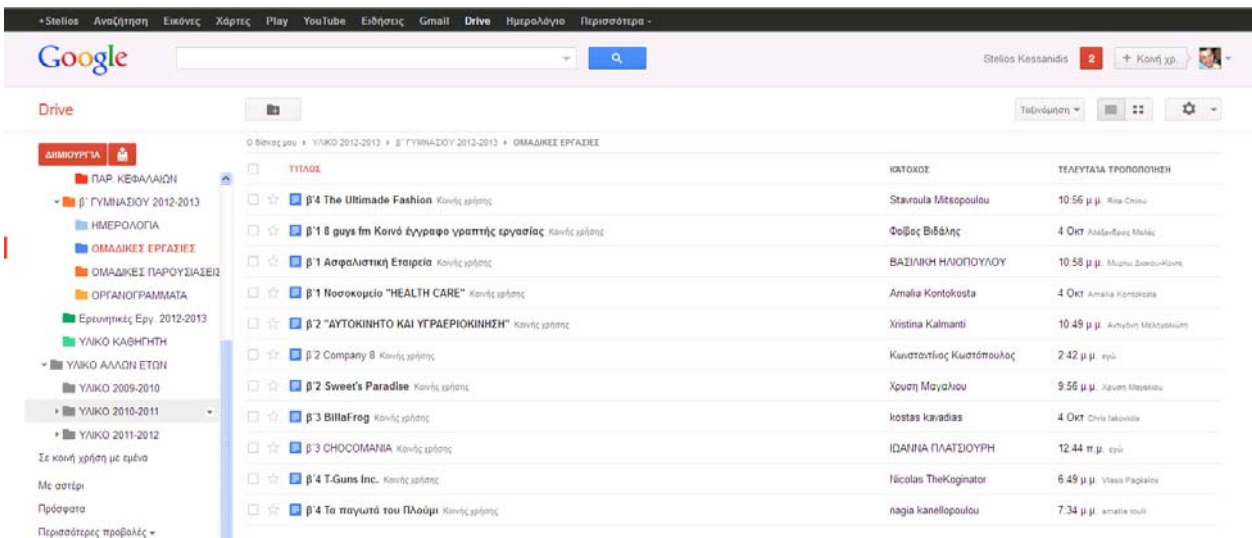 +Stelios Αναζήτηση Εικόνες Χάρτες Play YouTube Ειδήσεις Gmail Drive Ημερολόγιο Περισσότερα
Google
Stelios Kessanidis 2 + Κοινή χρ.
Drive
Ταξινόμηση
Ο δίσκος μου ΥΛΙΚΟ 2012-2013 β΄ ΓΥΜΝΑΣΙΟΥ 2012-2013 ΟΜΑΔΙΚΕΣ ΕΡΓΑΣΙΕΣ
ΔΗΜΙΟΥΡΓΊΑ
ΤΊΤΛΟΣ ΚΆΤΟΧΟΣ ΤΕΛΕΥΤΑΊΑ ΤΡΟΠΟΠΟΊΗΣΗ
ΠΑΡ. ΚΕΦΑΛΑΙΩΝ
β΄ ΓΥΜΝΑΣΙΟΥ 2012-2013
ΗΜΕΡΟΛΟΓΙΑ
ΟΜΑΔΙΚΕΣ ΕΡΓΑΣΙΕΣ
ΟΜΑΔΙΚΕΣ ΠΑΡΟΥΣΙΑΣΕΙΣ
ΟΡΓΑΝΟΓΡΑΜΜΑΤΑ
Ερευνητικές Εργ. 2012-2013
ΥΛΙΚΟ ΚΑΘΗΓΗΤΗ
ΥΛΙΚΟ ΑΛΛΩΝ ΕΤΩΝ
ΥΛΙΚΟ 2009-2010
ΥΛΙΚΟ 2010-2011
ΥΛΙΚΟ 2011-2012
Σε κοινή χρήση με εμένα
Με αστέρι
Πρόσφατα
Περισσότερες προβολές
β'4 The Ultimade Fashion Κοινής χρήσης Stavroula Mitsopoulou 10:56 μ.μ.
β'1 8 guys fm Κοινό έγγραφο γραπτής εργασίας Κοινής χρήσης Φοίβος Βιδάλης 4 Οκτ
β'1 Ασφαλιστική Εταιρεία Κοινής χρήσης ΒΑΣΙΛΙΚΗ ΗΛΙΟΠΟΥΛΟΥ 10:58 μ.μ.
β'1 Νοσοκομείο "HEALTH CARE" Κοινής χρήσης Amalia Kontokosta 4 Οκτ Amalia Kontokosta
β'2 "ΑΥΤΟΚΙΝΗΤΟ ΚΑΙ ΥΓΡΑΕΡΙΟΚΙΝΗΣΗ" Κοινής χρήσης Xristina Kalmanti 10:49 μ.μ.
β'2 Company 8 Κοινής χρήσης Κωνσταντίνος Κωστόπουλος 2:42 μ.μ. εγώ
β'2 Sweet's Paradise Κοινής χρήσης Χρυση Μαγαλιου 9:56 μ.μ. Χρυση Μαγαλιου
β'3 BillaFrog Κοινής χρήσης kostas kavadias 4 Οκτ Chris Iakovidis
β'3 CHOCOMANIA Κοινής χρήσης ΙΩΑΝΝΑ ΠΛΑΤΣΙΟΥΡΗ 12:44 π.μ. εγώ
β'4 T-Guns Inc. Κοινής χρήσης Nicolas TheKoginator 6:49 μ.μ.
β'4 Τα παγωτά του Πλούμι Κοινής χρήσης nagia kanellopoulou 7:34 μ.μ. amalia touli